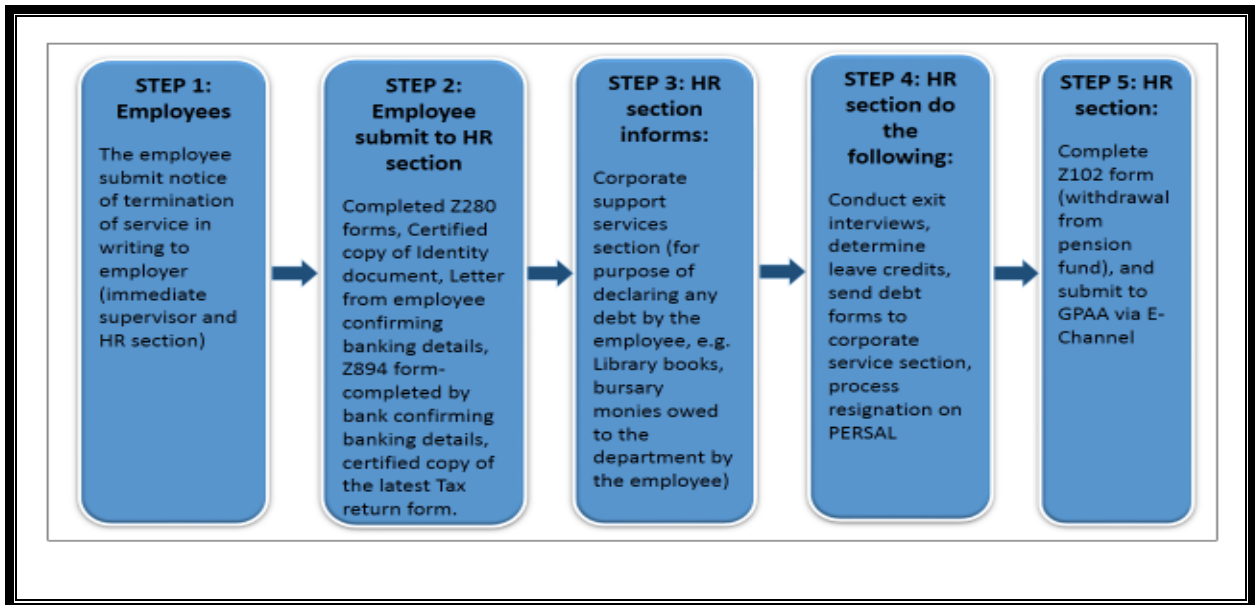 STEP 1:
Employees
The employee
submit notice
of termination
of service in
writing to
employer
(immediate
supervisor and
HR section)
STEP 2:
Employee
submit to HR
section
Completed Z280
forms, Certified
copy of Identity
document, Letter
from employee
confirming
banking details,
Z894 form-
completed by
bank confirming
banking details,
certified copy of
the latest Tax
return form.
STEP 3: HR
section
informs:
Corporate
support
services
section (for
purpose of
declaring any
debt by the
employee, e.g.
Library books,
bursary
monies owed
to the
department by
the employee)
STEP 4: HR
section do
the
following:
Conduct exit
interviews,
determine
leave credits,
send debt
forms to
corporate
service section,
process
resignation on
PERSAL
STEP 5: HR
section:
Complete
Z102 form
(withdrawal
from
pension
fund), and
submit to
GPAA via E-
Channel